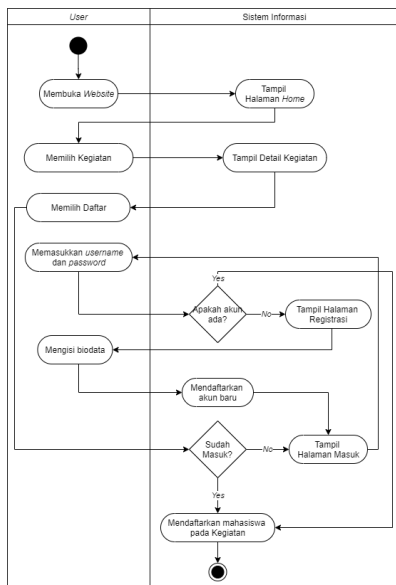 User
Sistem Informasi
Membuka Website
Tampil
Halaman Home
Memilih Kegiatan
Tampil Detail Kegiatan
Memilih Daftar
Memasukkan username
dan password
Yes
Apakah akun
ada?
No
Tampil Halaman
Registrasi
Mengisi biodata
Mendaftarkan
akun baru
Sudah
Masuk?
No
Tampil
Halaman Masuk
Yes
Mendaftarkan mahasiswa
pada Kegiatan